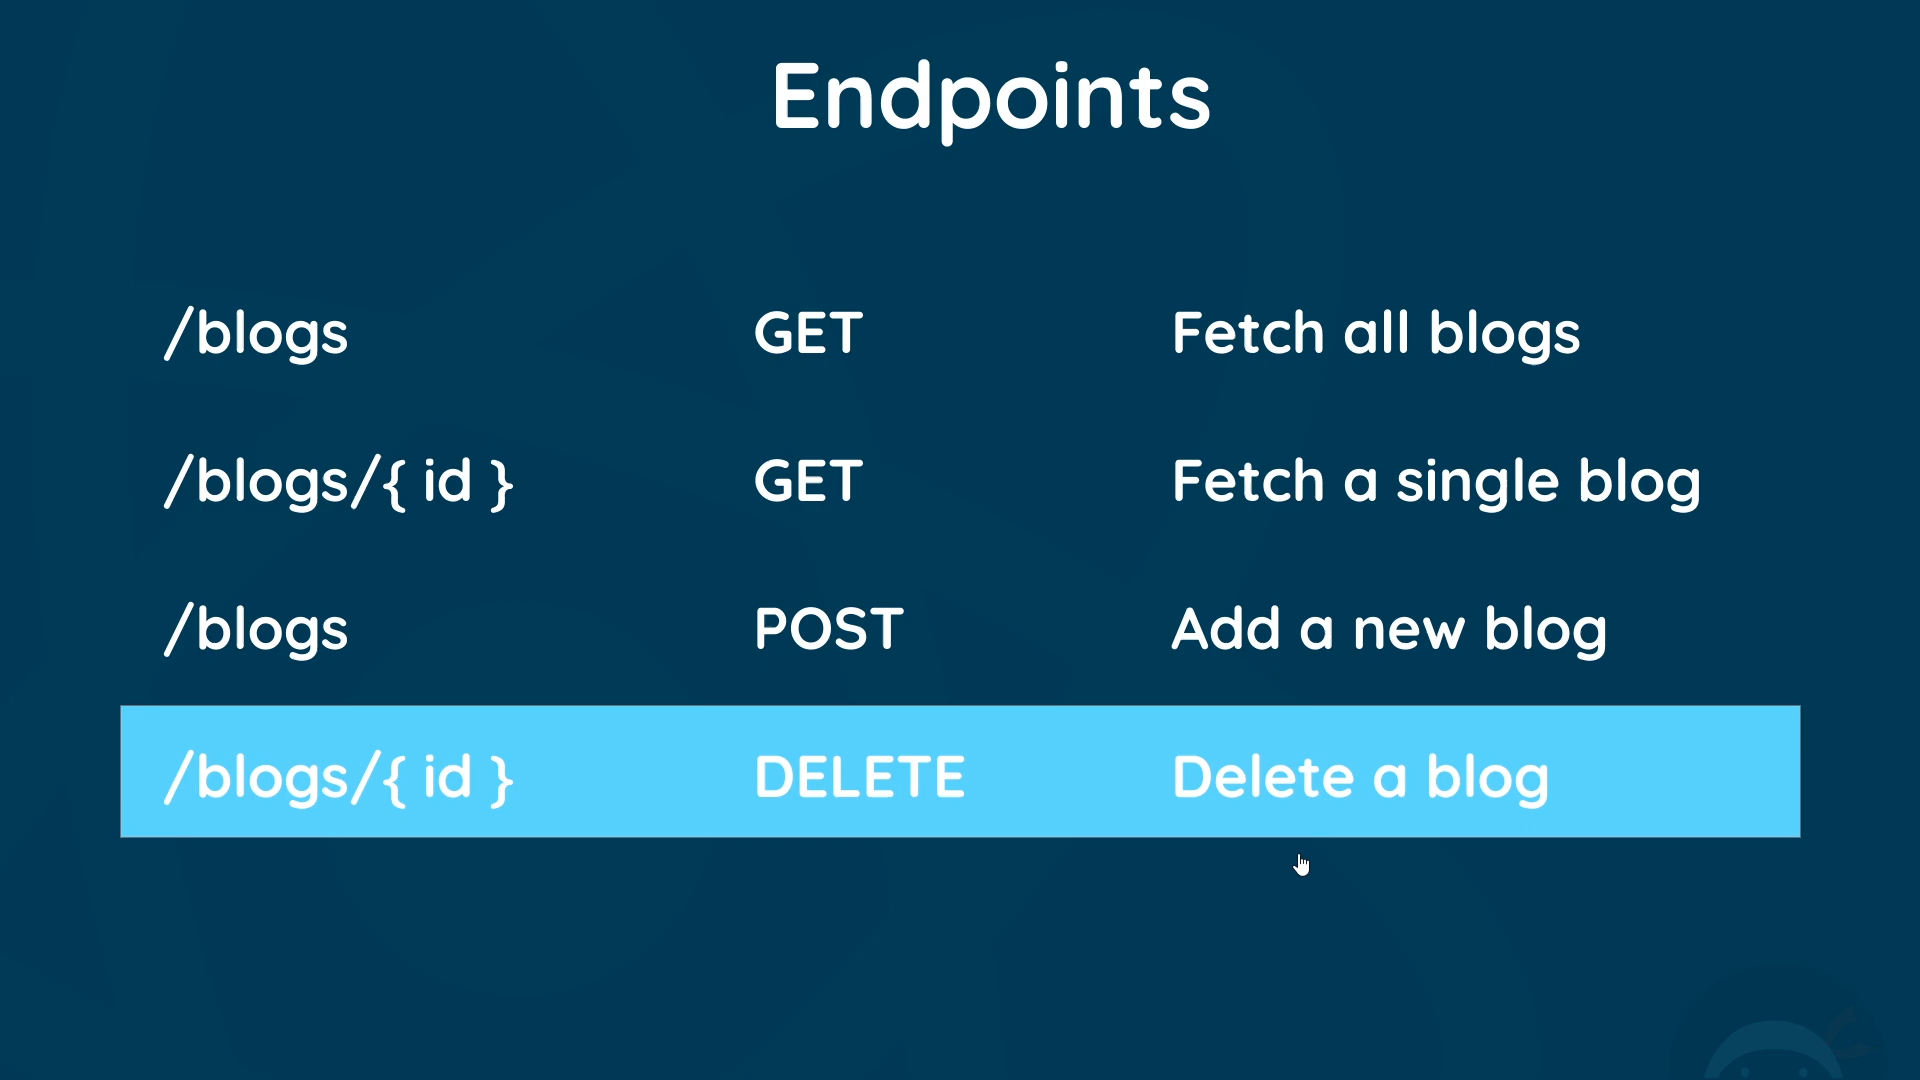 Endpoints
/blogs GET Fetch all blogs
/blogs/{ id } GET Fetch a single blog
/blogs POST Add a new blog
/blogs/{ id } DELETE Delete a blog